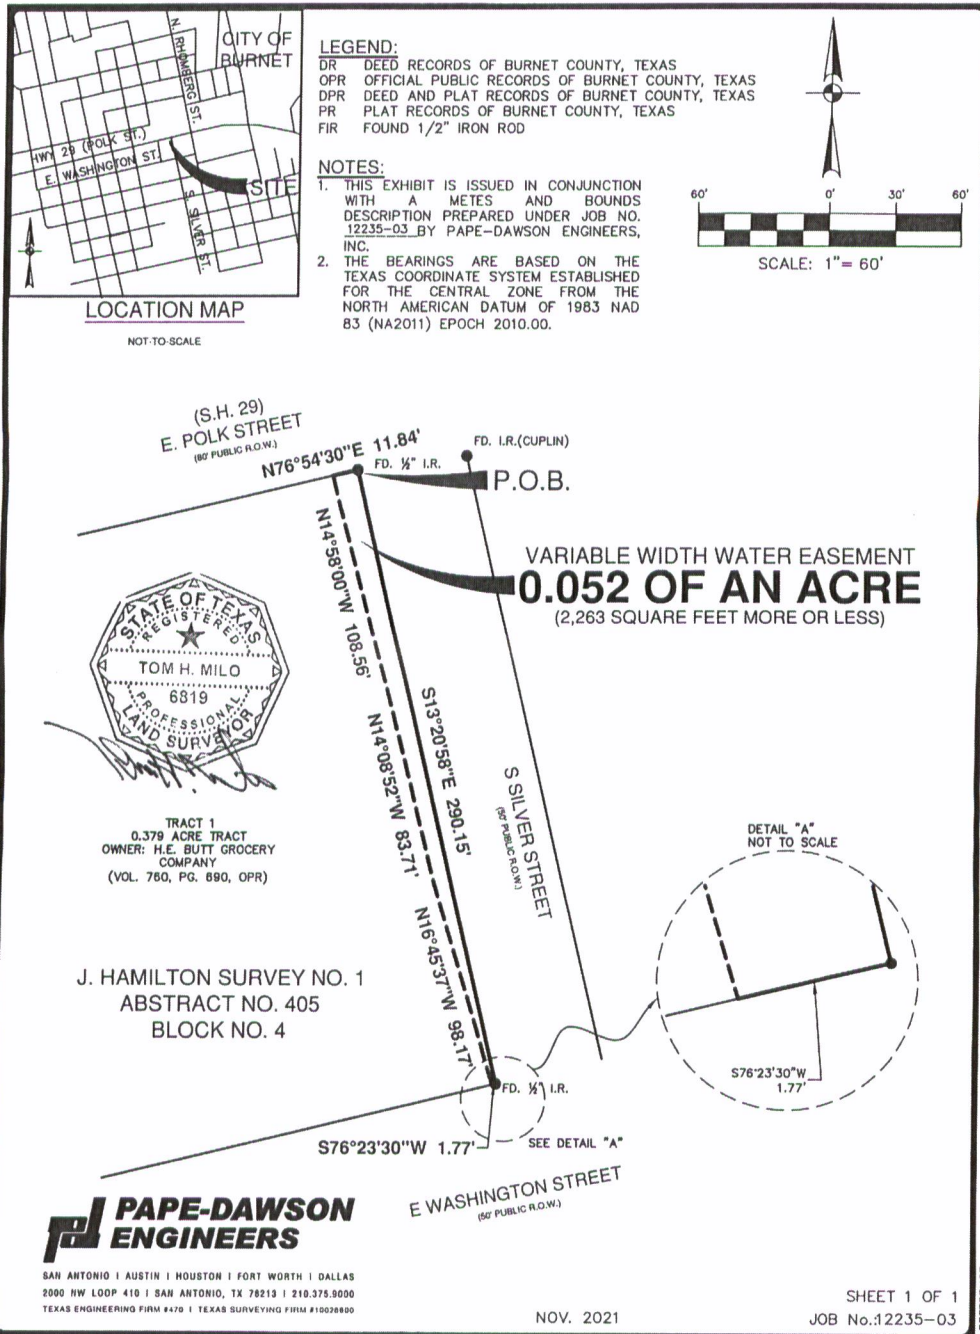 CITY OF
BURNET
N. RHOMBERG ST.
HWY 29 (POLK ST.)
E. WASHINGTON ST.
SITE
S. SILVER ST.
LOCATION MAP
NOT-TO-SCALE
LEGEND:
DR DEED RECORDS OF BURNET COUNTY, TEXAS
OPR OFFICIAL PUBLIC RECORDS OF BURNET COUNTY, TEXAS
DPR DEED AND PLAT RECORDS OF BURNET COUNTY, TEXAS
PR PLAT RECORDS OF BURNET COUNTY, TEXAS
FIR FOUND 1/2" IRON ROD
NOTES:
1. THIS EXHIBIT IS ISSUED IN CONJUNCTION
WITH A METES AND BOUNDS
DESCRIPTION PREPARED UNDER JOB NO.
12235-03 BY PAPE-DAWSON ENGINEERS,
INC.
2. THE BEARINGS ARE BASED ON THE
TEXAS COORDINATE SYSTEM ESTABLISHED
FOR THE CENTRAL ZONE FROM THE
NORTH AMERICAN DATUM OF 1983 NAD
83 (NA2011) EPOCH 2010.00.
60' 0' 30' 60'
SCALE: 1"= 60'
(S.H. 29)
E. POLK STREET
(80' PUBLIC R.O.W.)
N76°54'30"E 11.84'
FD. ½" I.R.
FD. I.R.(CUPLIN)
P.O.B.
VARIABLE WIDTH WATER EASEMENT
0.052 OF AN ACRE
(2,263 SQUARE FEET MORE OR LESS)
N14°58'00"W 108.56'
S13°20'58"E 290.15'
N14°08'52"W 83.71'
N16°45'37"W 98.17'
S SILVER STREET
(50' PUBLIC R.O.W.)
STATE OF TEXAS
REGISTERED
TOM H. MILO
6819
PROFESSIONAL
LAND SURVEYOR
TRACT 1
0.379 ACRE TRACT
OWNER: H.E. BUTT GROCERY
COMPANY
(VOL. 760, PG. 690, OPR)
J. HAMILTON SURVEY NO. 1
ABSTRACT NO. 405
BLOCK NO. 4
DETAIL "A"
NOT TO SCALE
S76°23'30"W
1.77'
FD. ½" I.R.
S76°23'30"W 1.77'
SEE DETAIL "A"
E WASHINGTON STREET
(50' PUBLIC R.O.W.)
PAPE-DAWSON
ENGINEERS
SAN ANTONIO I AUSTIN I HOUSTON I FORT WORTH I DALLAS
2000 NW LOOP 410 I SAN ANTONIO, TX 78213 I 210.375.9000
TEXAS ENGINEERING FIRM #470 I TEXAS SURVEYING FIRM #10028800
NOV. 2021
SHEET 1 OF 1
JOB No.:12235-03